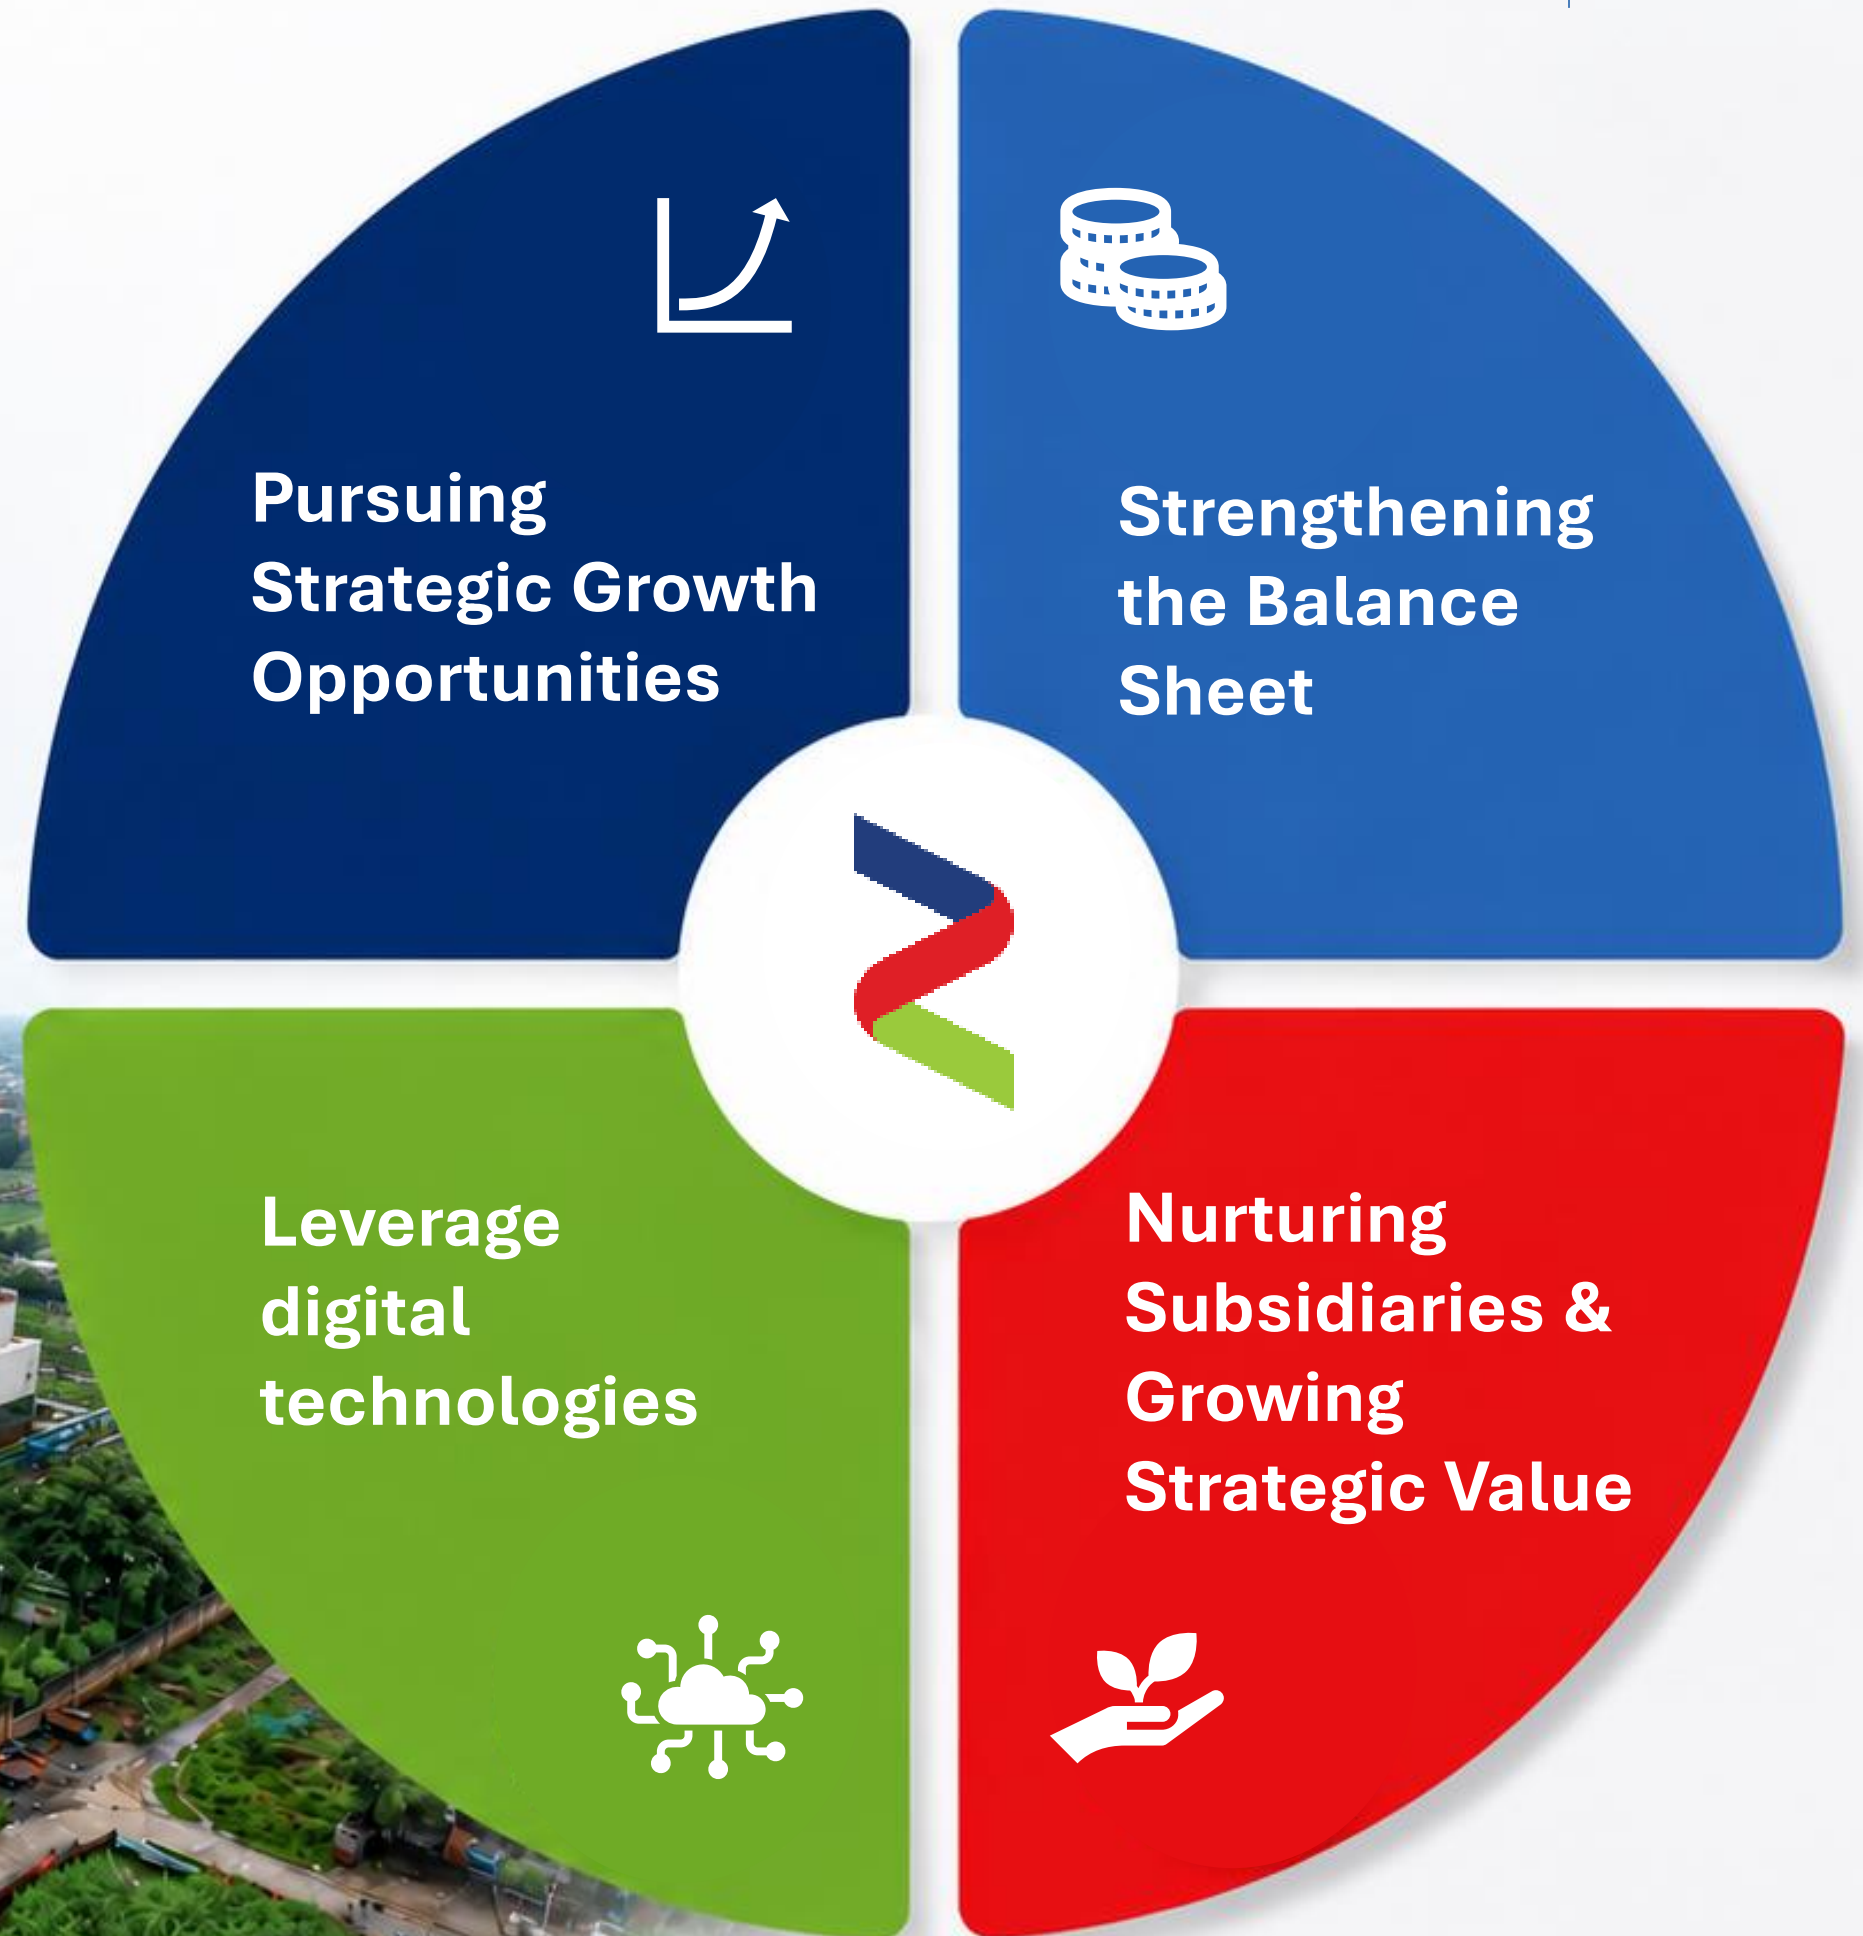 Pursuing
Strategic Growth
Opportunities
Strengthening
the Balance
Sheet
Leverage
digital
technologies
Nurturing
Subsidiaries &
Growing
Strategic Value